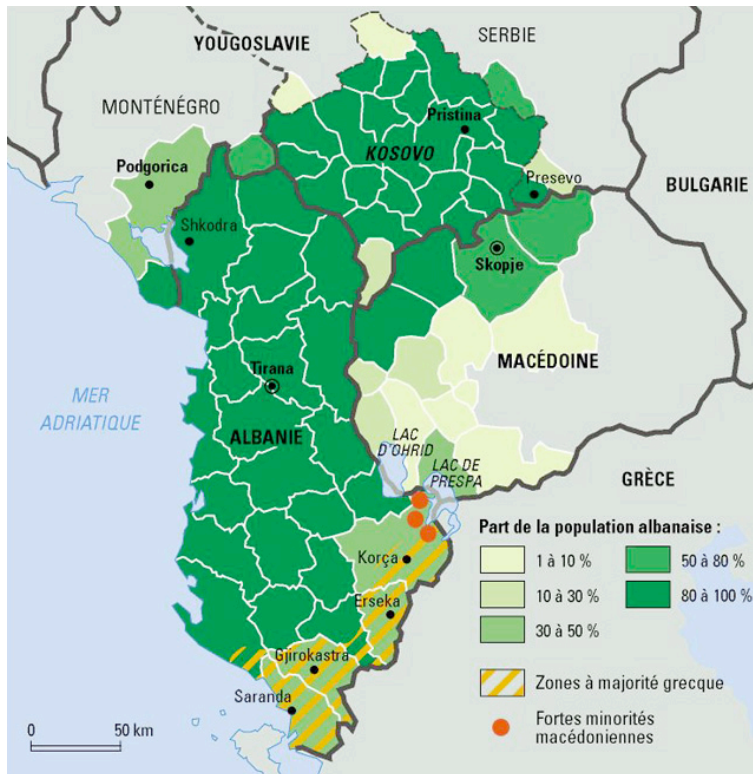 YOUGOSLAVIE
SERBIE
MONTÉNÉGRO
Pristina
KOSOVO
Podgorica
Presevo
BULGARIE
Shkodra
Skopje
MACÉDOINE
Tirana
MER
ADRIATIQUE
ALBANIE
LAC
D'OHRID
LAC DE
PRESPA
GRÈCE
Korça
Erseka
Gjirokastra
Saranda
Part de la population albanaise :
1 à 10 %
50 à 80 %
10 à 30 %
80 à 100 %
30 à 50 %
Zones à majorité grecque
Fortes minorités
macédoniennes
0
50 km